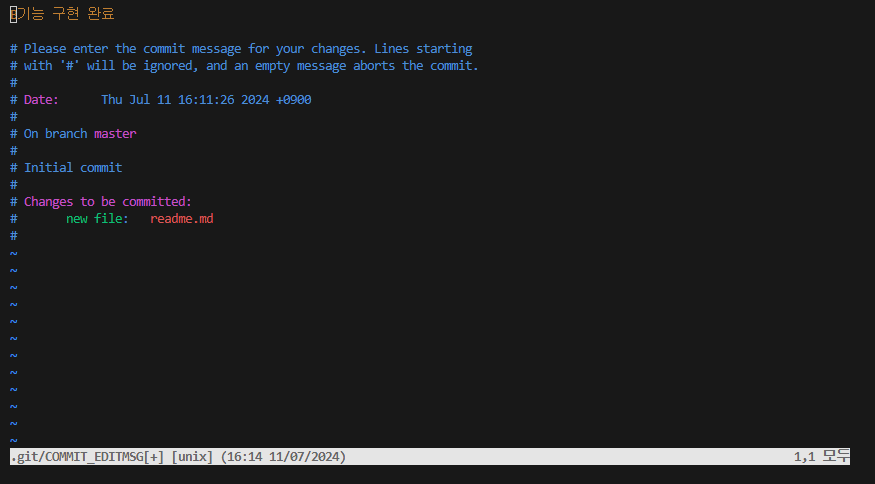 e기능 구현 완료
# Please enter the commit message for your changes. Lines starting
# with '#' will be ignored, and an empty message aborts the commit.
#
# Date:      Thu Jul 11 16:11:26 2024 +0900
#
# On branch master
#
# Initial commit
#
# Changes to be committed:
#       new file:   readme.md
#
~
~
~
~
~
~
~
~
~
~
~
~
.git/COMMIT_EDITMSG[+] [unix] (16:14 11/07/2024) 1,1 모두